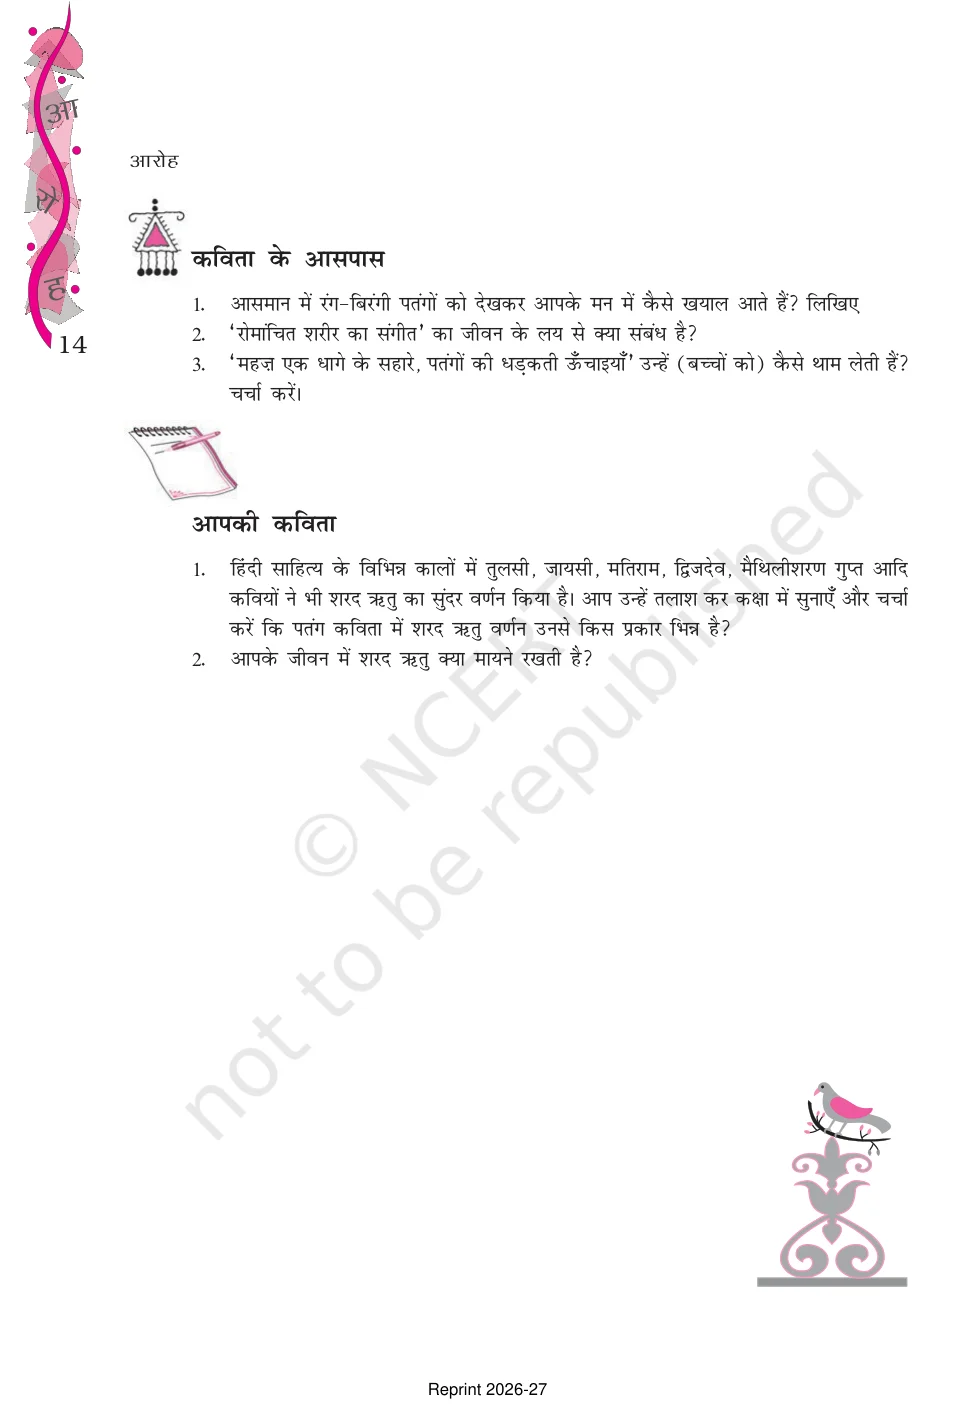 आ
रो
ह
14
आरोह
कविता के आसपास
1. आसमान में रंग-बिरंगी पतंगों को देखकर आपके मन में कैसे खयाल आते हैं? लिखिए
2. ‘रोमांचित शरीर का संगीत’ का जीवन के लय से क्या संबंध है?
3. ‘महज़ एक धागे के सहारे, पतंगों की धड़कती ऊँचाइयाँ’ उन्हें (बच्चों को) कैसे थाम लेती हैं?
चर्चा करें।
आपकी कविता
1. हिंदी साहित्य के विभिन्न कालों में तुलसी, जायसी, मतिराम, द्विजदेव, मैथिलीशरण गुप्त आदि
कवियों ने भी शरद ऋतु का सुंदर वर्णन किया है। आप उन्हें तलाश कर कक्षा में सुनाएँ और चर्चा
करें कि पतंग कविता में शरद ऋतु वर्णन उनसे किस प्रकार भिन्न है?
2. आपके जीवन में शरद ऋतु क्या मायने रखती है?
© NCERT
not to be republished
Reprint 2026-27